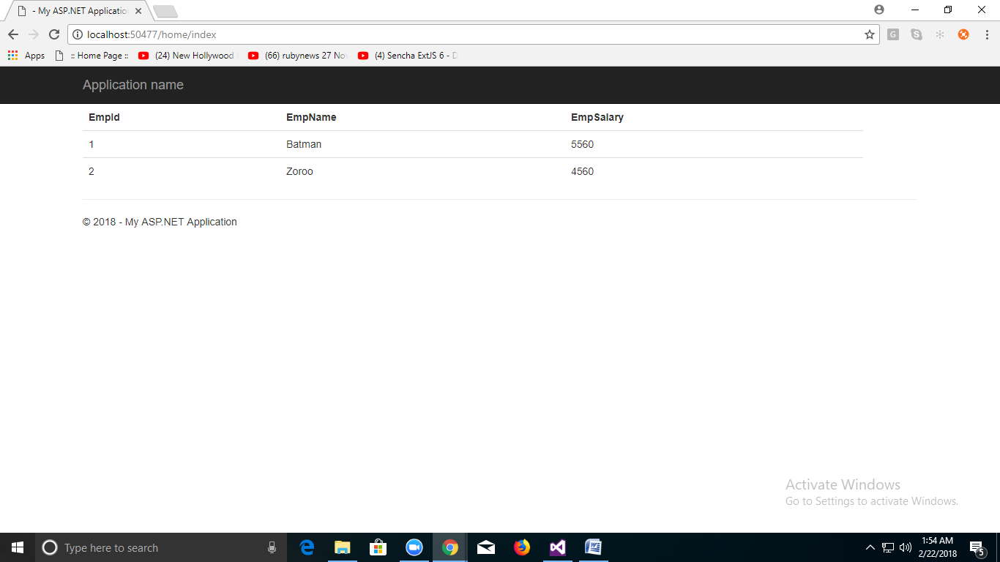 - My ASP.NET Applicatio
localhost:50477/home/index
G S
Apps :: Home Page :: (24) New Hollywood (66) rubynews 27 No (4) Sencha ExtJS 6 - D
Application name
EmpId EmpName EmpSalary
1 Batman 5560
2 Zoroo 4560
© 2018 - My ASP.NET Application
Activate Windows
Go to Settings to activate Windows.
Type here to search
1:54 AM
2/22/2018
5